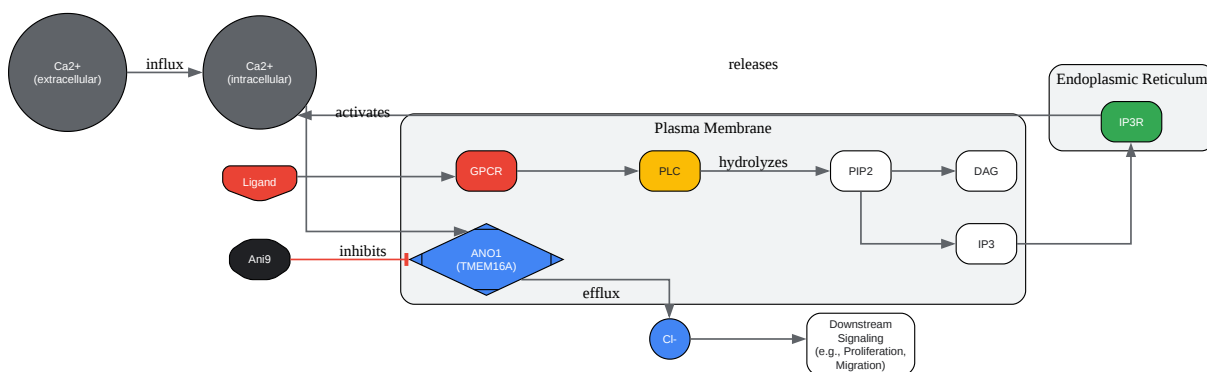 Ca2+
(extracellular)
influx
Ca2+
(intracellular)
releases
Endoplasmic Reticulum
IP3R
activates
Plasma Membrane
Ligand
GPCR
PLC
hydrolyzes
PIP2
DAG
Ani9
inhibits
ANO1
(TMEM16A)
IP3
efflux
Cl-
Downstream
Signaling
(e.g., Proliferation,
Migration)